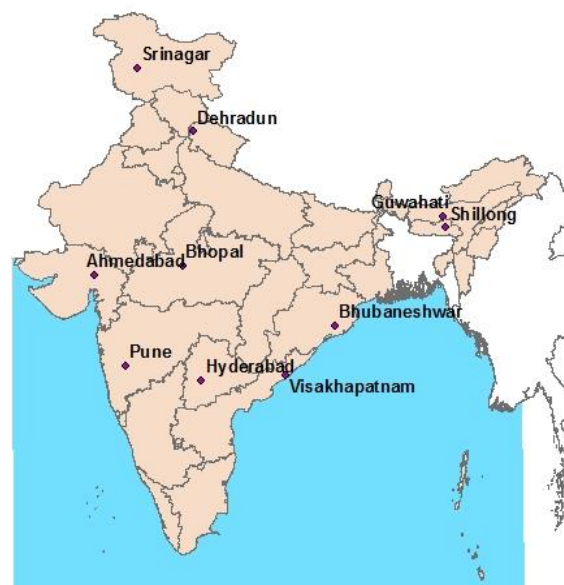 Srinagar
Dehradun
Guwahati
Shillong
Bhopal
Ahmedabad
Bhubaneshwar
Pune
Hyderabad
Visakhapatnam